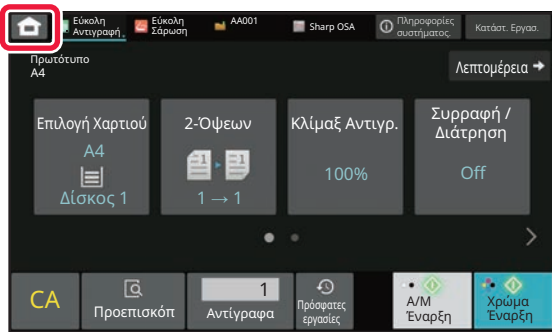 Εύκολη
Αντιγραφή
Εύκολη
Σάρωση
AA001
Sharp OSA
Πληροφορίες
συστήματος.
Κατάστ. Εργασ.
Πρωτότυπο
A4
Λεπτομέρεια
Επιλογή Χαρτιού
A4
Δίσκος 1
2-Όψεων
1
1
1 → 1
Κλίμαξ Αντιγρ.
100%
Συρραφή /
Διάτρηση
Off
CA
Προεπισκόπ
1
Αντίγραφα
Πρόσφατες
εργασίες
Α/Μ
Έναρξη
Χρώμα
Έναρξη